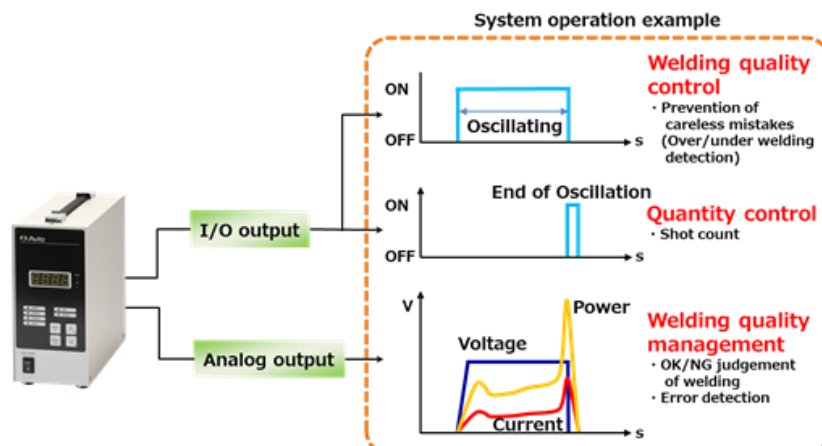 System operation example
ON
OFF
Oscillating
s
Welding quality
control
・Prevention of
careless mistakes
(Over/under welding
detection)
I/O output
End of Oscillation
ON
OFF
s
Quantity control
・Shot count
Analog output
V
Voltage
Power
Current
s
Welding quality
management
・OK/NG judgement
of welding
・Error detection